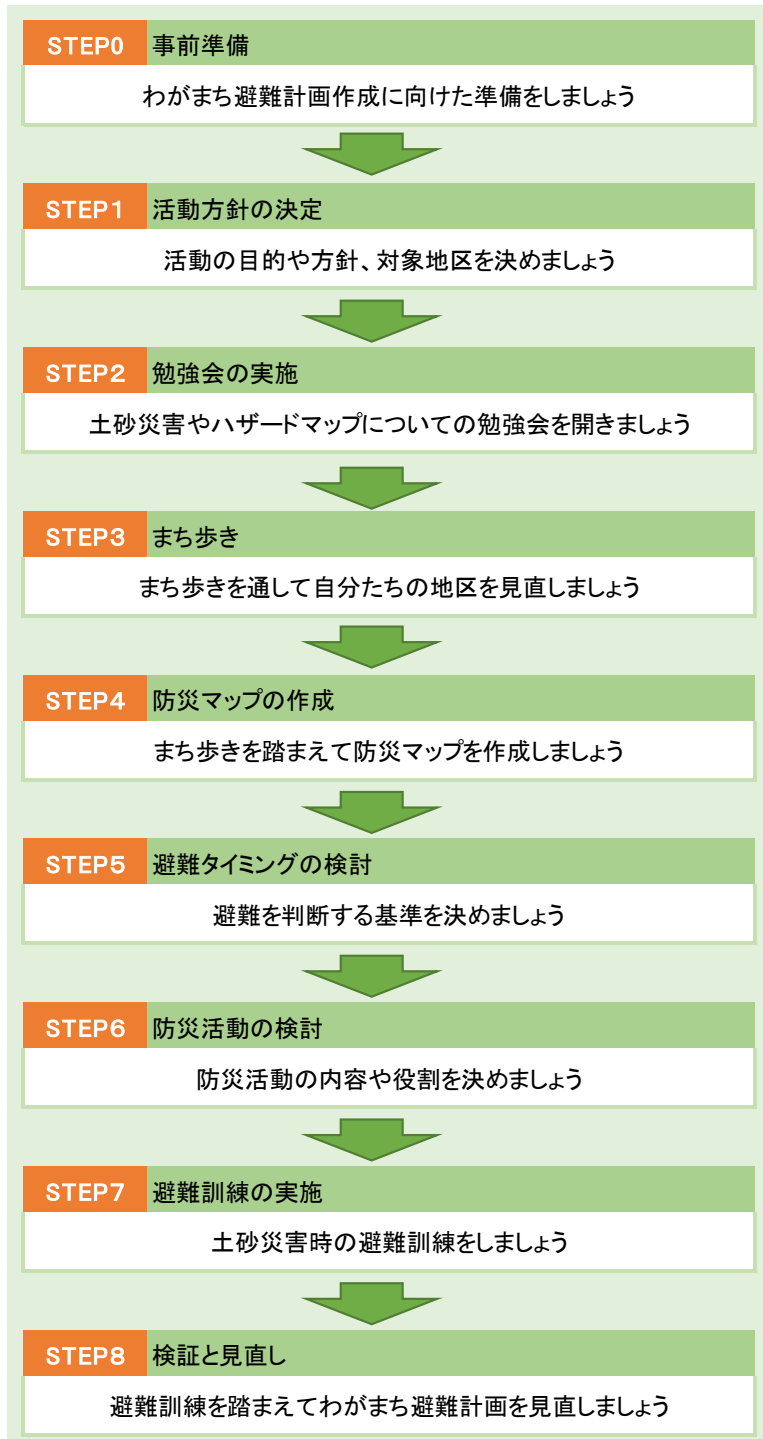 STEP0 事前準備
わがまち避難計画作成に向けた準備をしましょう
STEP1 活動方針の決定
活動の目的や方針、対象地区を決めましょう
STEP2 勉強会の実施
土砂災害やハザードマップについての勉強会を開きましょう
STEP3 まち歩き
まち歩きを通して自分たちの地区を見直しましょう
STEP4 防災マップの作成
まち歩きを踏まえて防災マップを作成しましょう
STEP5 避難タイミングの検討
避難を判断する基準を決めましょう
STEP6 防災活動の検討
防災活動の内容や役割を決めましょう
STEP7 避難訓練の実施
土砂災害時の避難訓練をしましょう
STEP8 検証と見直し
避難訓練を踏まえてわがまち避難計画を見直しましょう